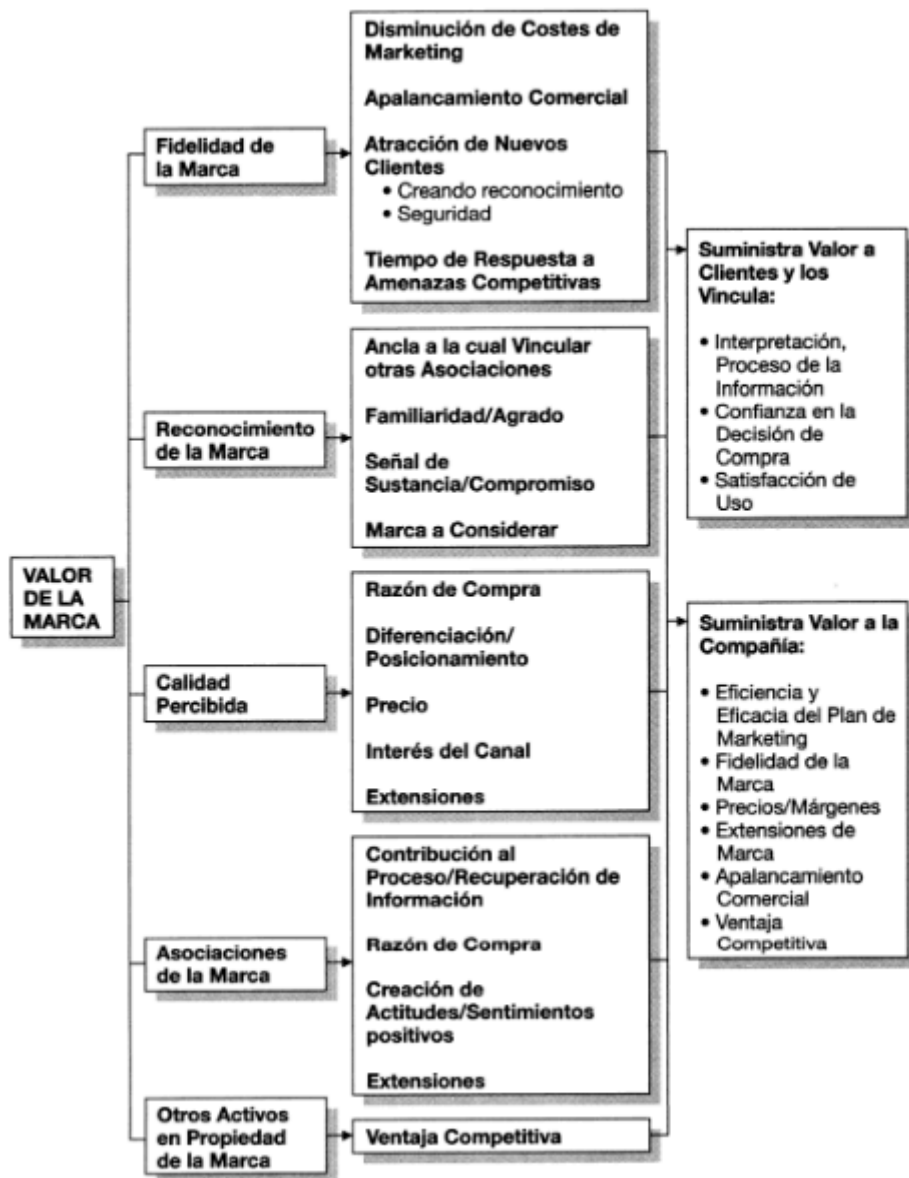 VALOR
DE LA
MARCA
Fidelidad de
la Marca
Disminución de Costes de
Marketing
Apalancamiento Comercial
Atracción de Nuevos
Clientes
• Creando reconocimiento
• Seguridad
Tiempo de Respuesta a
Amenazas Competitivas
Reconocimiento
de la Marca
Ancla a la cual Vincular
otras Asociaciones
Familiaridad/Agrado
Señal de
Sustancia/Compromiso
Marca a Considerar
Calidad
Percibida
Razón de Compra
Diferenciación/
Posicionamiento
Precio
Interés del Canal
Extensiones
Asociaciones
de la Marca
Contribución al
Proceso/Recuperación de
Información
Razón de Compra
Creación de
Actitudes/Sentimientos
positivos
Extensiones
Otros Activos
en Propiedad
de la Marca
Ventaja Competitiva
Suministra Valor a
Clientes y los
Vincula:
• Interpretación,
Proceso de la
Información
• Confianza en la
Decisión de
Compra
• Satisfacción de
Uso
Suministra Valor a la
Compañía:
• Eficiencia y
Eficacia del Plan de
Marketing
• Fidelidad de la
Marca
• Precios/Márgenes
• Extensiones de
Marca
• Apalancamiento
Comercial
• Ventaja
Competitiva